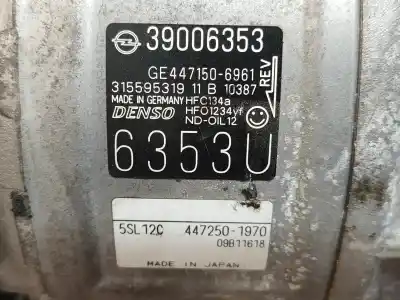 39006353
GE447150-6961
315595319 11 B 10387
MADE IN GERMANY HFC134a
DENSO HFO1234yf
ND-OIL12
REV
6353U
5SL12C 447250-1970
09B11618
MADE IN JAPAN